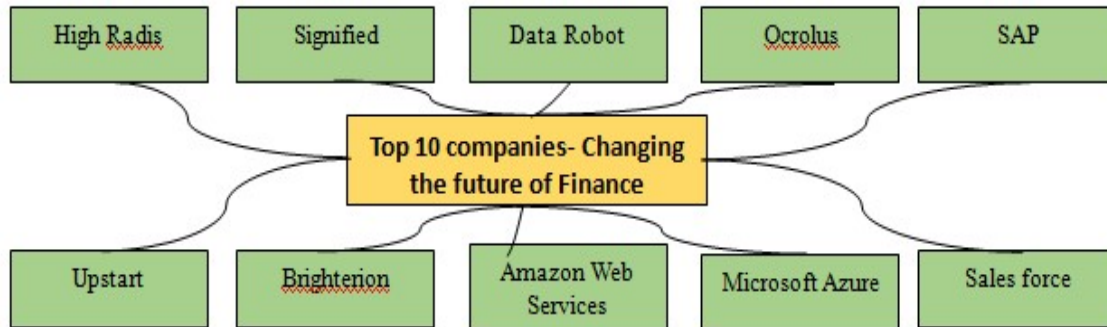 High Radis
Signified
Data Robot
Ocrolus
SAP
Top 10 companies- Changing
the future of Finance
Upstart
Brighterion
Amazon Web
Services
Microsoft Azure
Sales force